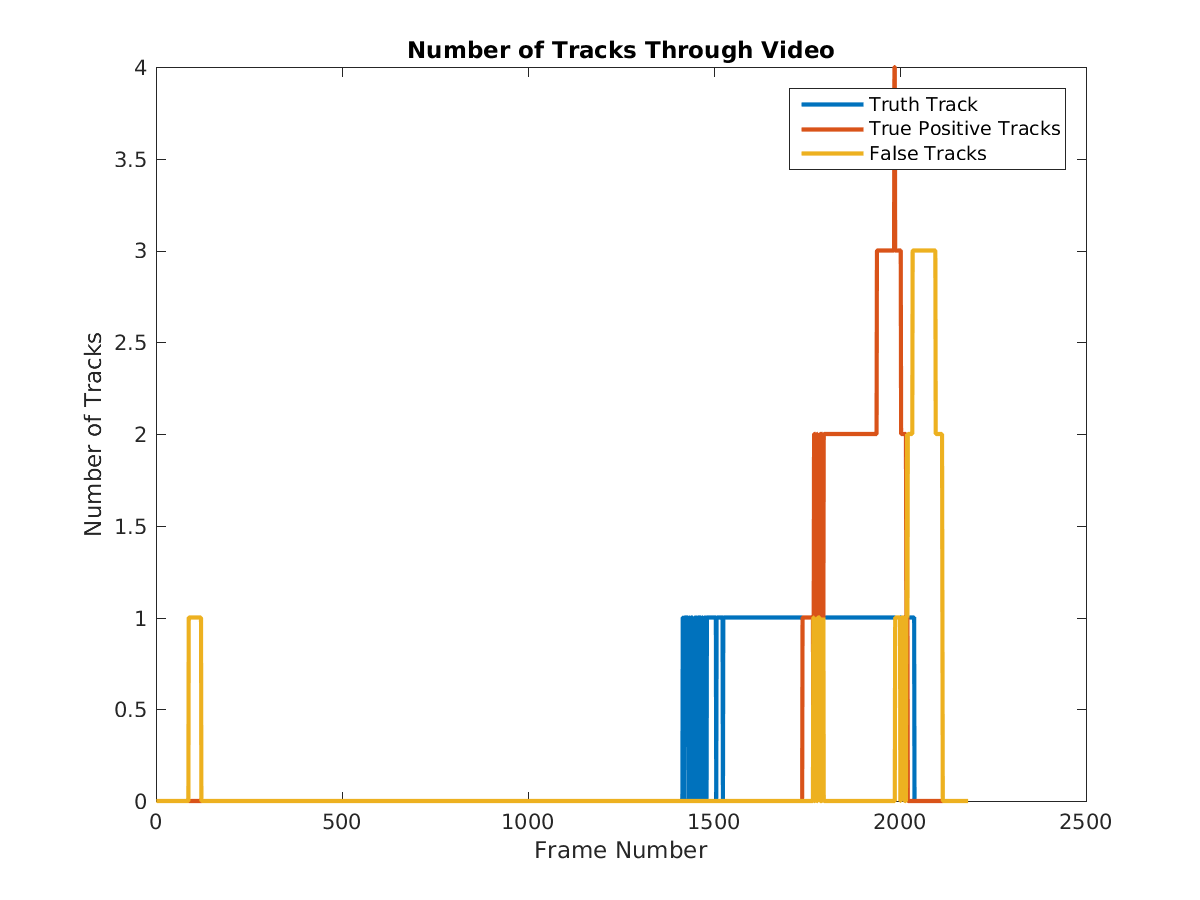 Number of Tracks Through Video
4
3.5
3
2.5
2
1.5
1
0.5
0
Number of Tracks
Truth Track
True Positive Tracks
False Tracks
0 500 1000 1500 2000 2500
Frame Number